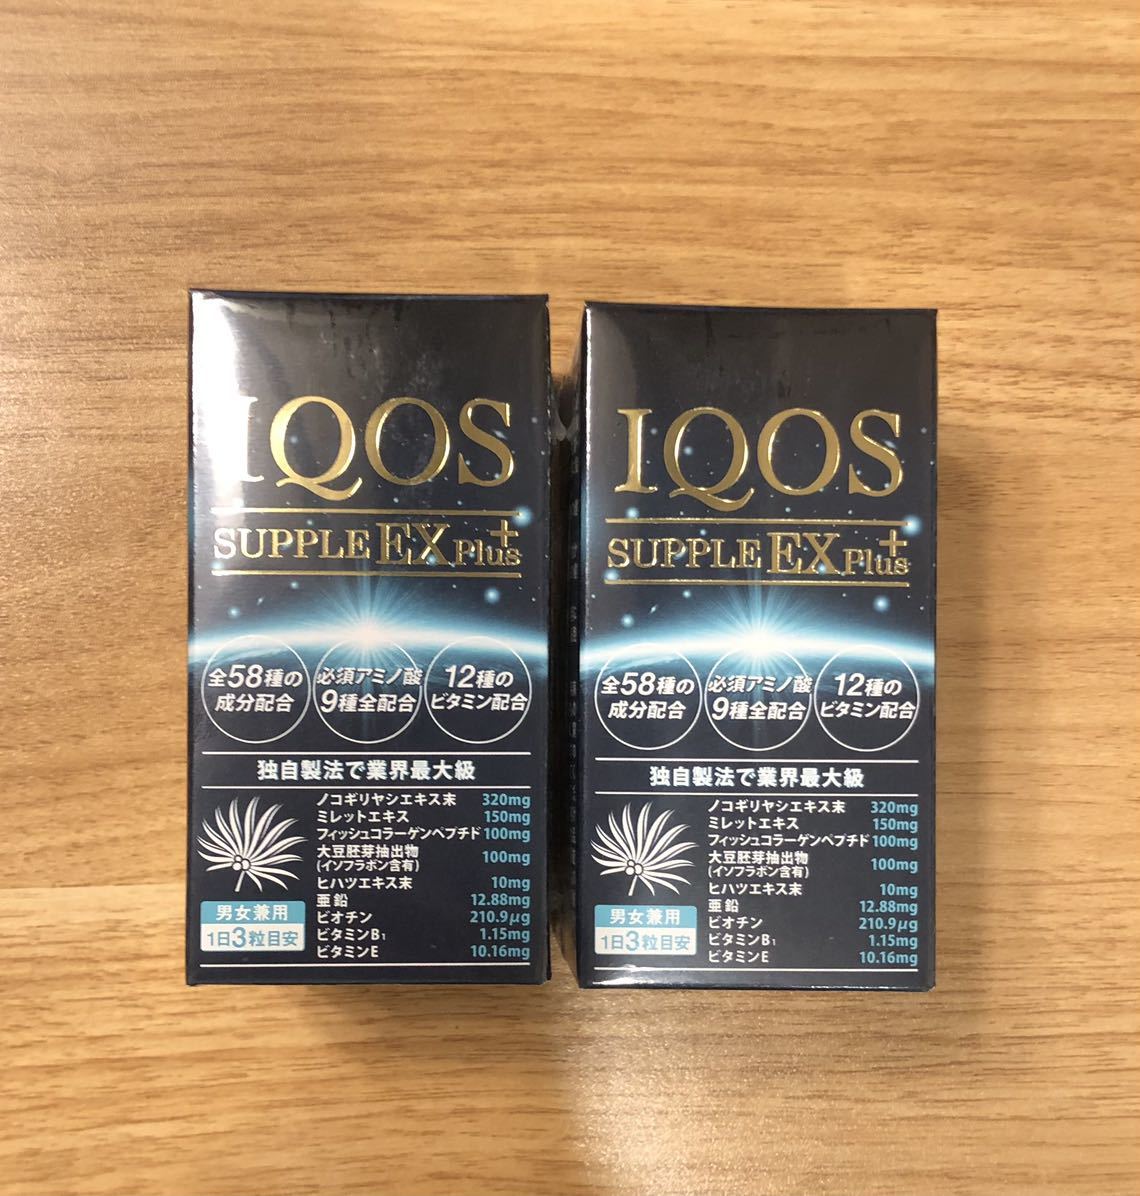 IQOS
SUPPLE EX Plus+
全58種の
成分配合
必須アミノ酸
9種全配合
12種の
ビタミン配合
独自製法で業界最大級
ノコギリヤシエキス末 320mg
ミレットエキス 150mg
フィッシュコラーゲンペプチド 100mg
大豆胚芽抽出物
(イソフラボン含有) 100mg
ヒハツエキス末 10mg
亜鉛 12.88mg
ビオチン 210.9μg
ビタミンB1 1.15mg
ビタミンE 10.16mg
男女兼用
1日3粒目安
IQOS
SUPPLE EX Plus+
全58種の
成分配合
必須アミノ酸
9種全配合
12種の
ビタミン配合
独自製法で業界最大級
ノコギリヤシエキス末 320mg
ミレットエキス 150mg
フィッシュコラーゲンペプチド 100mg
大豆胚芽抽出物
(イソフラボン含有) 100mg
ヒハツエキス末 10mg
亜鉛 12.88mg
ビオチン 210.9μg
ビタミンB1 1.15mg
ビタミンE 10.16mg
男女兼用
1日3粒目安